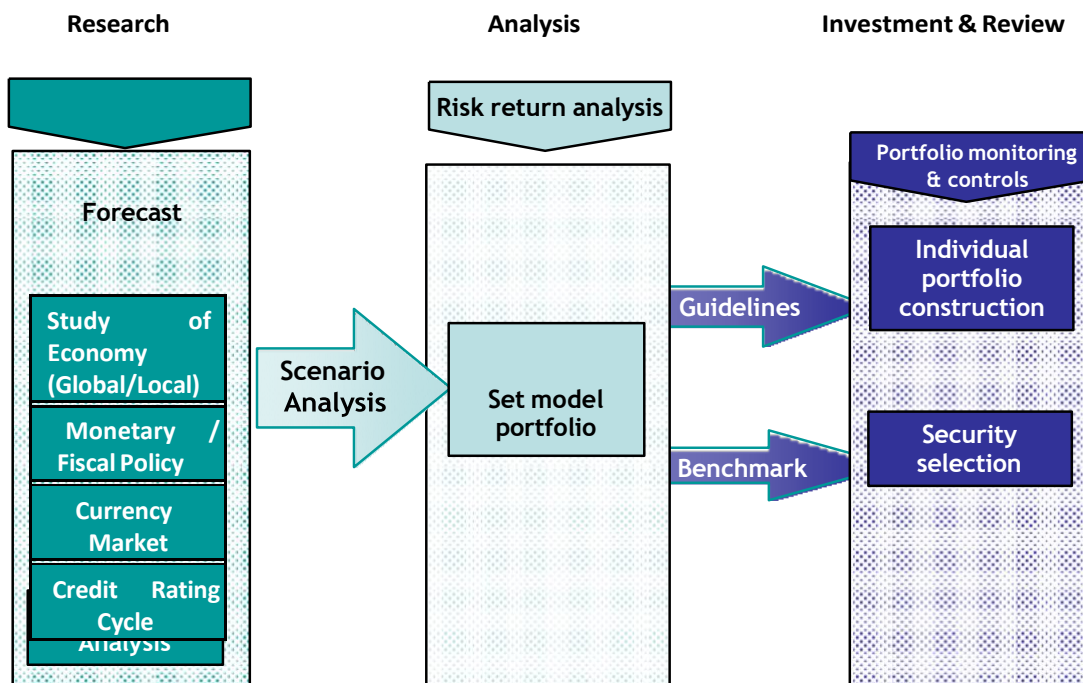 Research
Analysis
Investment & Review
Forecast
Study of
Economy
(Global/Local)
Monetary /
Fiscal Policy
Currency
Market
Credit Rating
Cycle
Analysis
Scenario
Analysis
Risk return analysis
Set model
portfolio
Guidelines
Benchmark
Portfolio monitoring
& controls
Individual
portfolio
construction
Security
selection